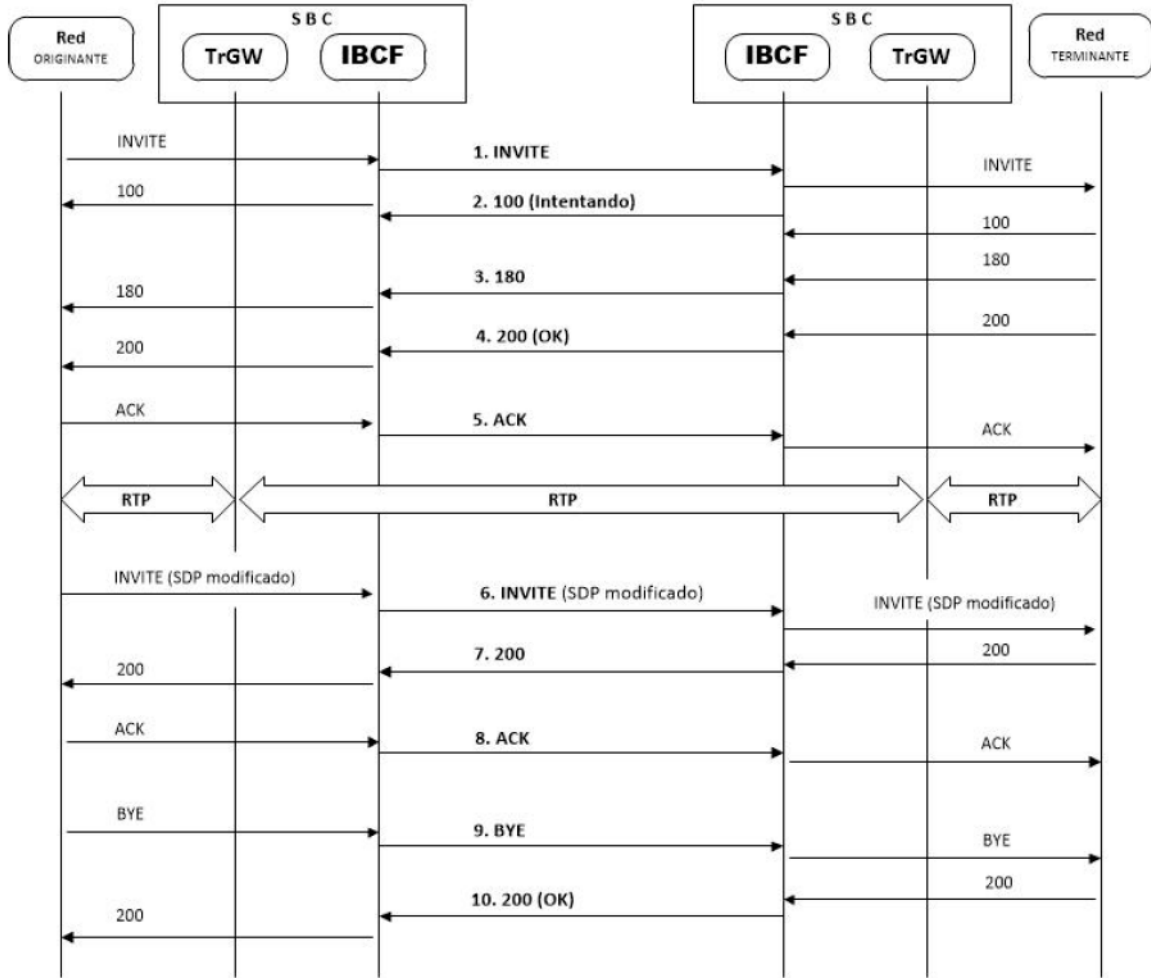 S B C
S B C
Red
ORIGINANTE
TrGW
IBCF
IBCF
TrGW
Red
TERMINANTE
INVITE
1. INVITE
INVITE
100
2. 100 (Intentando)
100
180
3. 180
180
200
4. 200 (OK)
200
ACK
5. ACK
ACK
RTP
RTP
RTP
INVITE (SDP modificado)
6. INVITE (SDP modificado)
INVITE (SDP modificado)
200
7. 200
200
ACK
8. ACK
ACK
BYE
9. BYE
BYE
200
10. 200 (OK)
200